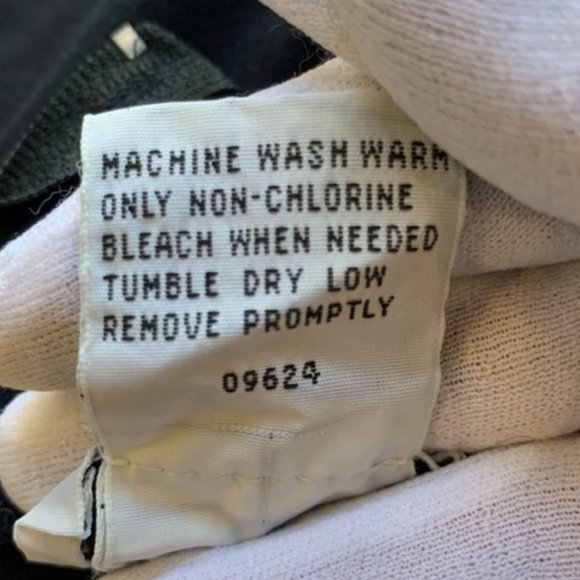 MACHINE WASH WARM
ONLY NON-CHLORINE
BLEACH WHEN NEEDED
TUMBLE DRY LOW
REMOVE PROMPTLY
09624